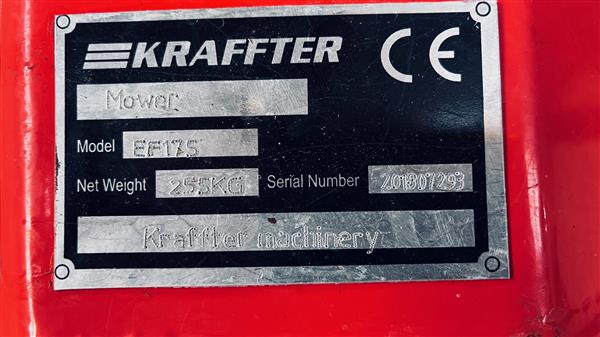 KRAFFTER CE
Mower
Model EF175
Net Weight 255KG Serial Number 201807293
Kraffter machinery